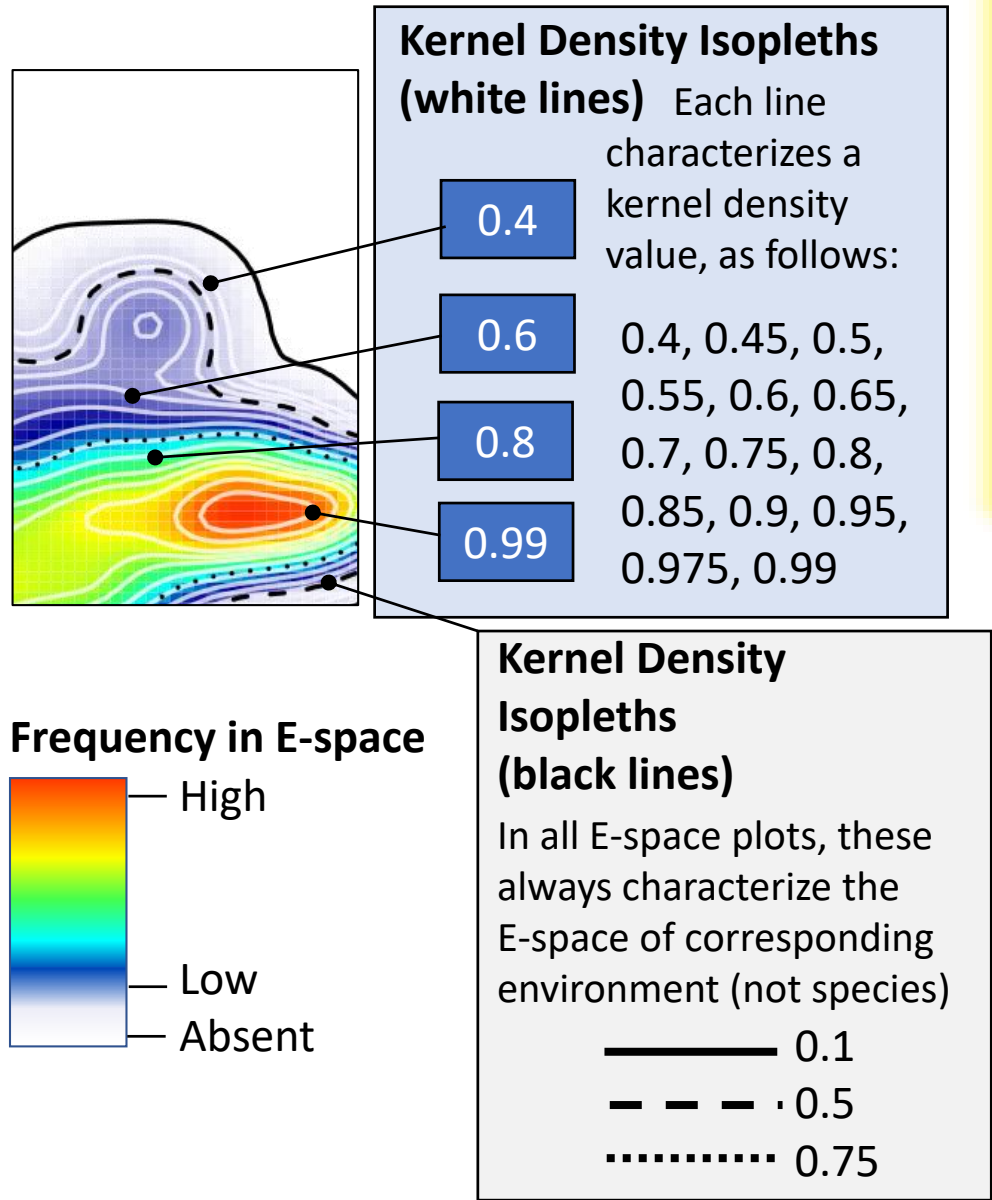 Kernel Density Isopleths
(white lines) Each line
characterizes a
kernel density
value, as follows:
0.4
0.6
0.8
0.99
0.4, 0.45, 0.5,
0.55, 0.6, 0.65,
0.7, 0.75, 0.8,
0.85, 0.9, 0.95,
0.975, 0.99
Kernel Density
Isopleths
(black lines)
In all E-space plots, these
always characterize the
E-space of corresponding
environment (not species)
0.1
0.5
0.75
Frequency in E-space
High
Low
Absent